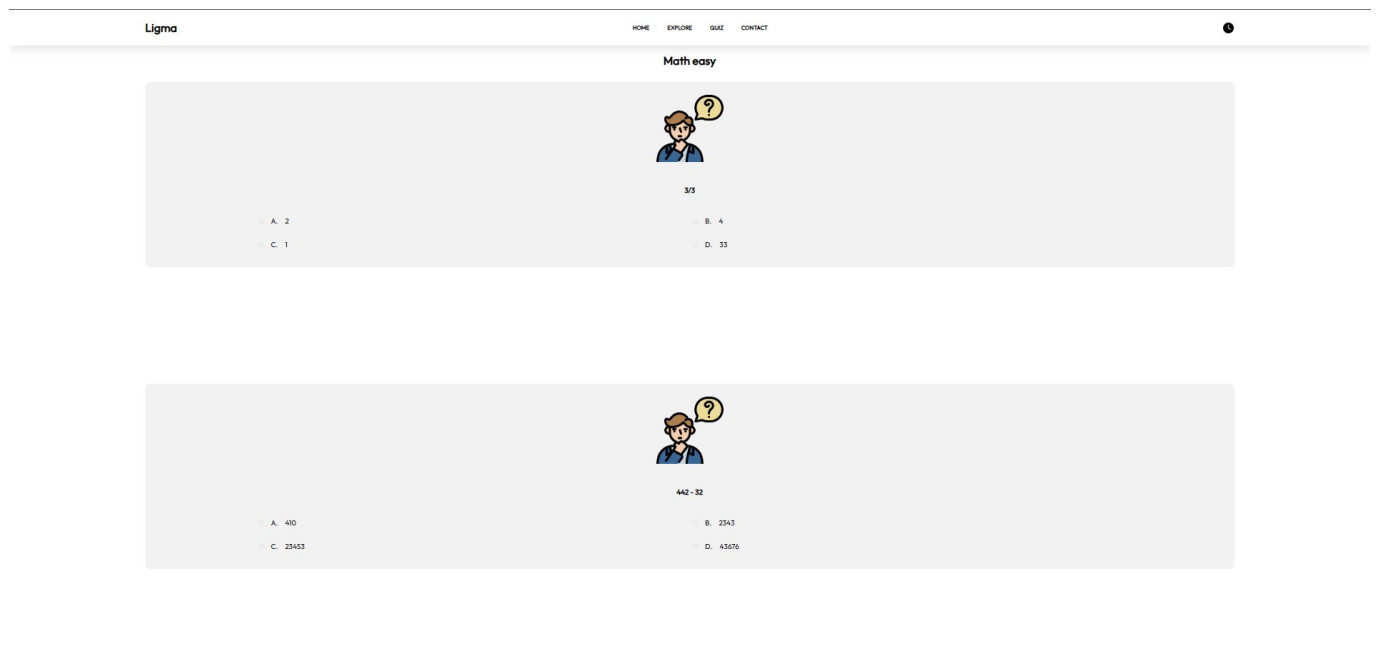 Ligma HOME EXPLORE QUIZ CONTACT
Math easy
?
3/3
A. 2 B. 4
C. 1 D. 33
?
442 - 32
A. 410 B. 2343
C. 23453 D. 43676